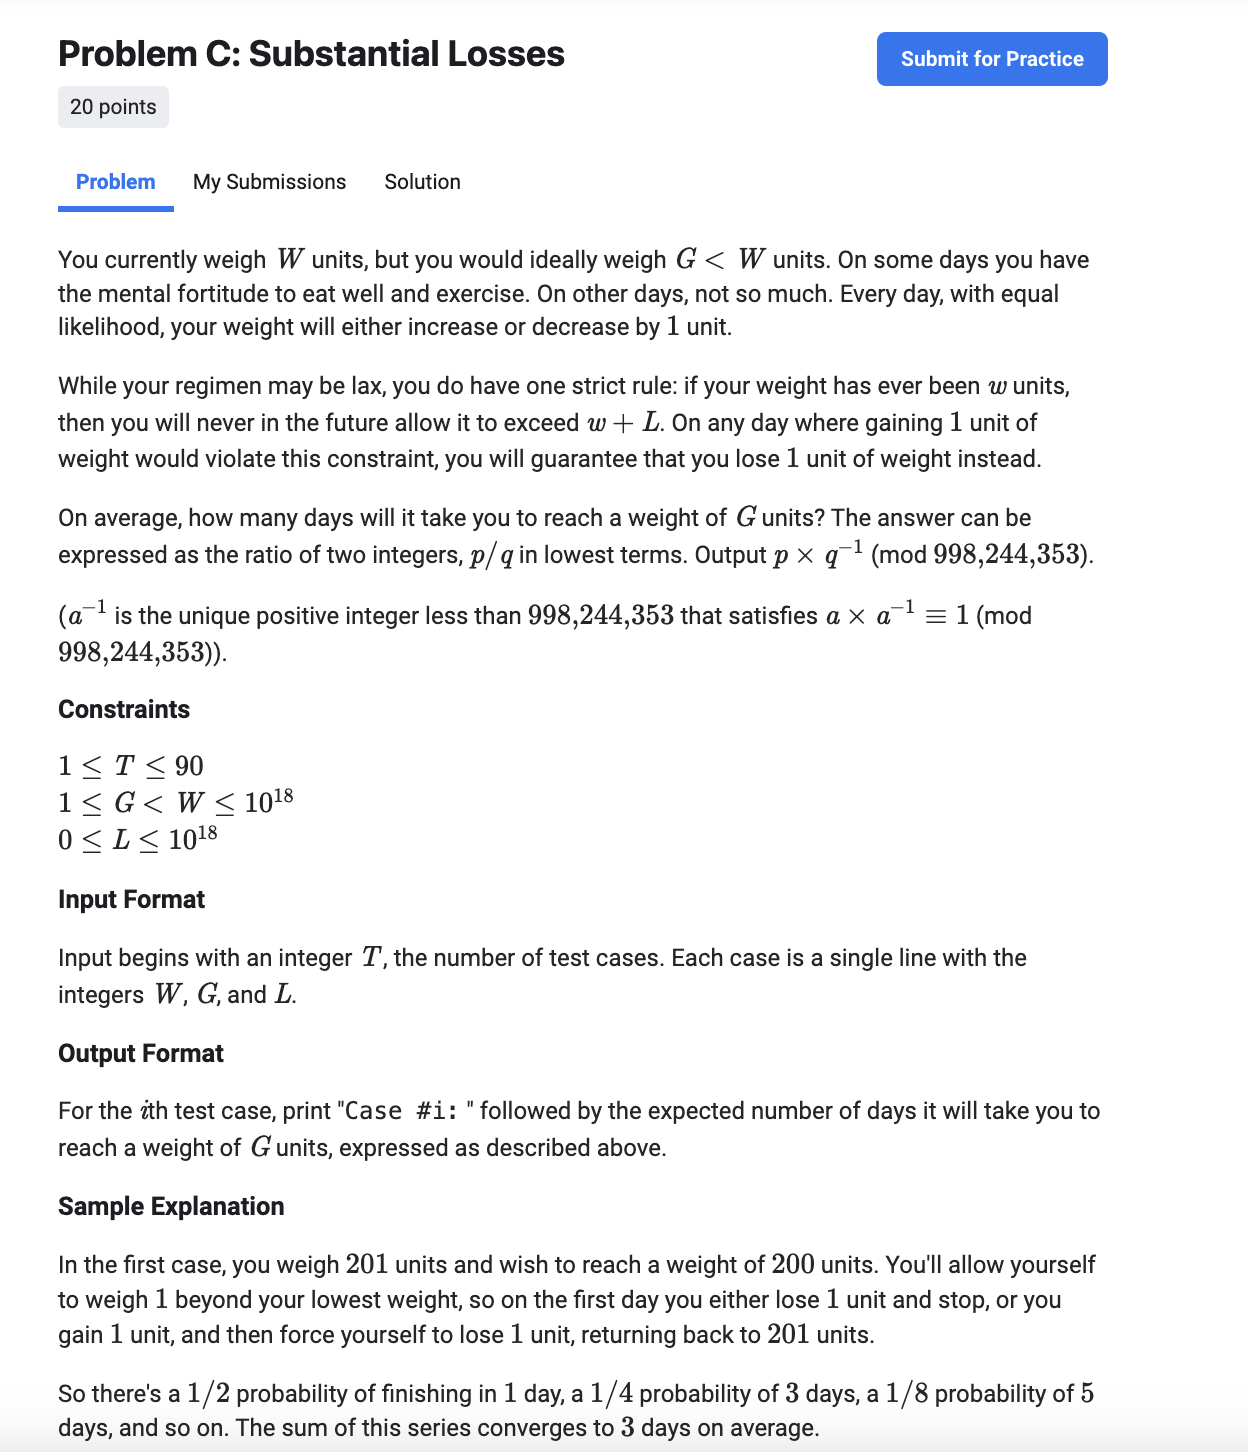 Problem C: Substantial Losses
Submit for Practice
20 points
Problem My Submissions Solution
You currently weigh W units, but you would ideally weigh G < W units. On some days you have
the mental fortitude to eat well and exercise. On other days, not so much. Every day, with equal
likelihood, your weight will either increase or decrease by 1 unit.
While your regimen may be lax, you do have one strict rule: if your weight has ever been w units,
then you will never in the future allow it to exceed w + L. On any day where gaining 1 unit of
weight would violate this constraint, you will guarantee that you lose 1 unit of weight instead.
On average, how many days will it take you to reach a weight of G units? The answer can be
expressed as the ratio of two integers, p/q in lowest terms. Output p × q⁻¹ (mod 998,244,353).
(a⁻¹ is the unique positive integer less than 998,244,353 that satisfies a × a⁻¹ ≡ 1 (mod
998,244,353)).
Constraints
1 ≤ T ≤ 90
1 ≤ G < W ≤ 10¹⁸
0 ≤ L ≤ 10¹⁸
Input Format
Input begins with an integer T, the number of test cases. Each case is a single line with the
integers W, G, and L.
Output Format
For the ith test case, print "Case #i: " followed by the expected number of days it will take you to
reach a weight of G units, expressed as described above.
Sample Explanation
In the first case, you weigh 201 units and wish to reach a weight of 200 units. You'll allow yourself
to weigh 1 beyond your lowest weight, so on the first day you either lose 1 unit and stop, or you
gain 1 unit, and then force yourself to lose 1 unit, returning back to 201 units.
So there's a 1/2 probability of finishing in 1 day, a 1/4 probability of 3 days, a 1/8 probability of 5
days, and so on. The sum of this series converges to 3 days on average.